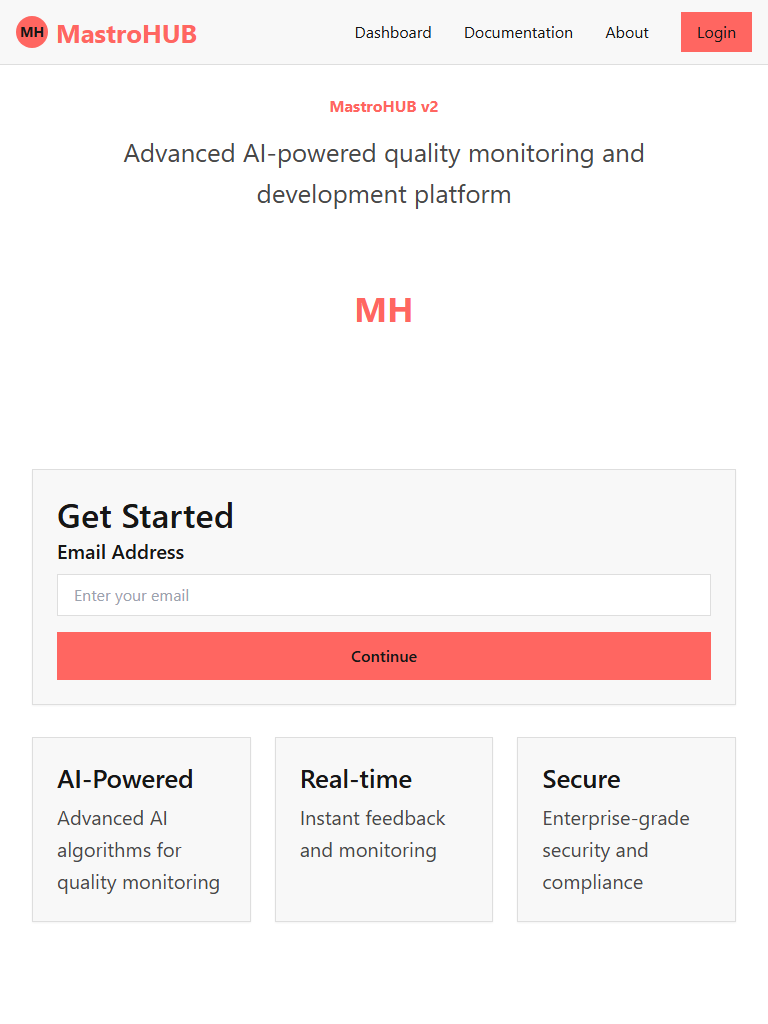 MH MastroHUB Dashboard Documentation About Login
MastroHUB v2
Advanced AI-powered quality monitoring and
development platform
MH
Get Started
Email Address
Enter your email
Continue
AI-Powered
Advanced AI
algorithms for
quality monitoring
Real-time
Instant feedback
and monitoring
Secure
Enterprise-grade
security and
compliance